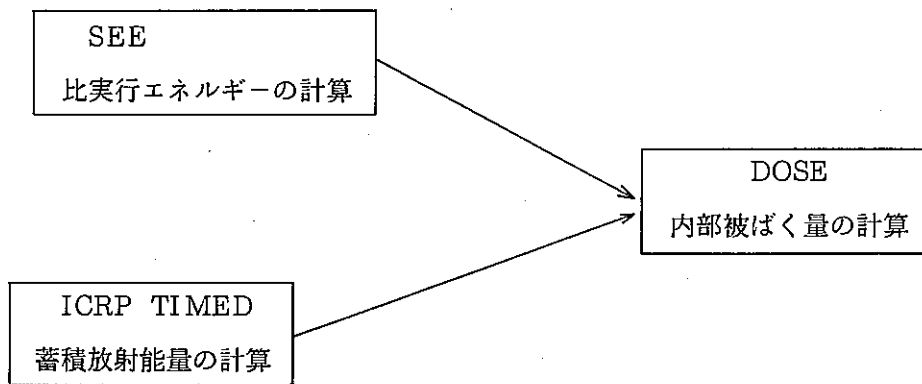 SEE
比実行エネルギーの計算
DOSE
内部被ばく量の計算
ICRP TIMED
蓄積放射能量の計算